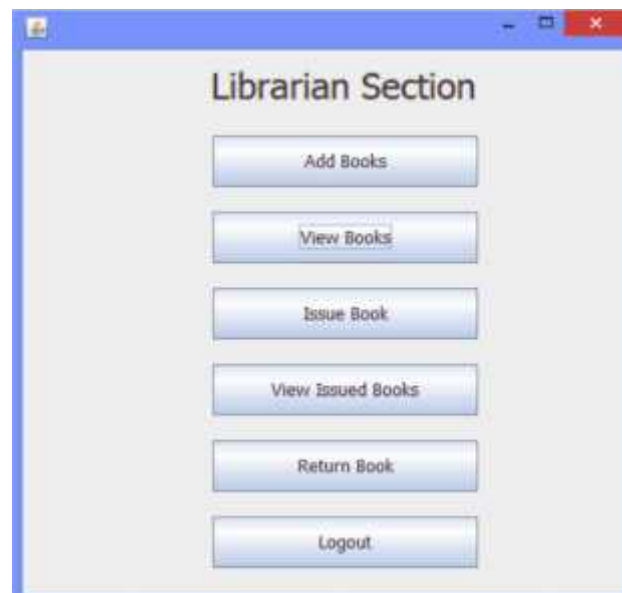 Librarian Section
Add Books
View Books
Issue Book
View Issued Books
Return Book
Logout